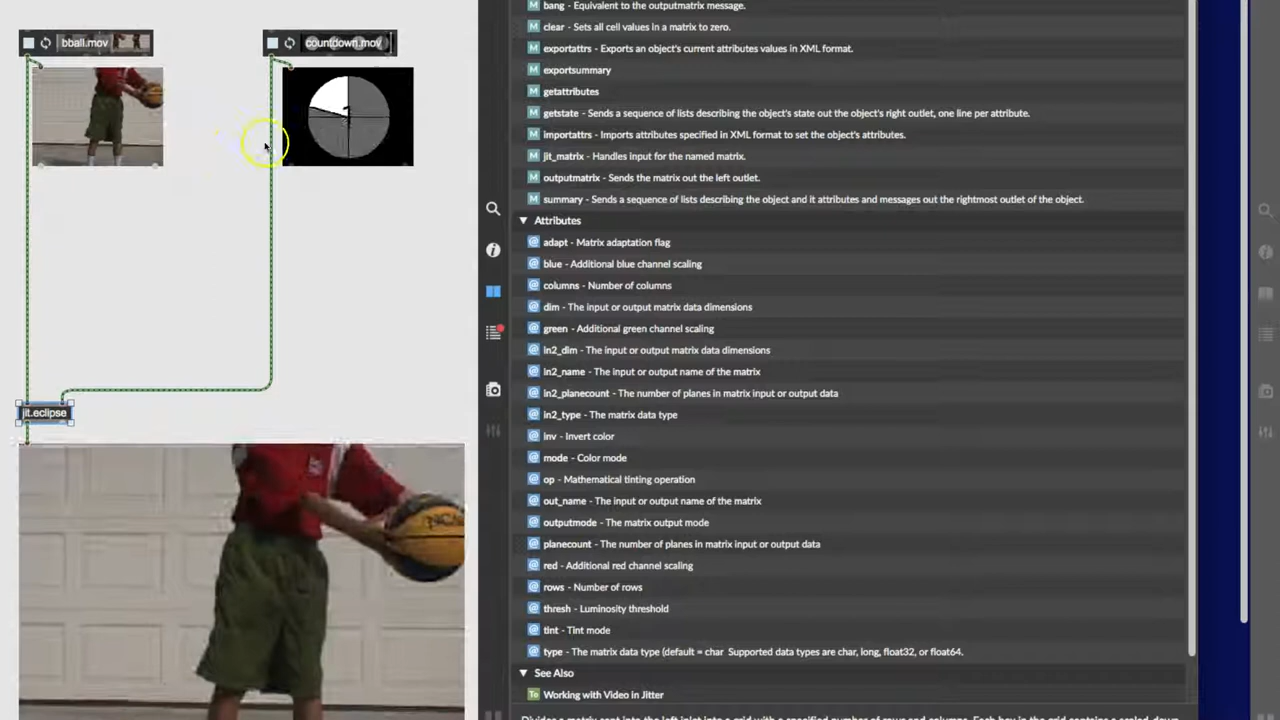 bball.mov
countdown.mov
jit.eclipse
bang - Equivalent to the outputmatrix message.
clear - Sets all cell values in a matrix to zero.
exportattrs - Exports an object's current attributes values in XML format.
exportsummary
getattributes
getstate - Sends a sequence of lists describing the object's state out the object's right outlet, one line per attribute.
importattrs - Imports attributes specified in XML format to set the object's attributes.
jit_matrix - Handles input for the named matrix.
outputmatrix - Sends the matrix out the left outlet.
summary - Sends a sequence of lists describing the object and it attributes and messages out the rightmost outlet of the object.
Attributes
adapt - Matrix adaptation flag
blue - Additional blue channel scaling
columns - Number of columns
dim - The input or output matrix data dimensions
green - Additional green channel scaling
in2_dim - The input or output matrix data dimensions
in2_name - The input or output name of the matrix
in2_planecount - The number of planes in matrix input or output data
in2_type - The matrix data type
inv - Invert color
mode - Color mode
op - Mathematical tinting operation
out_name - The input or output name of the matrix
outputmode - The matrix output mode
planecount - The number of planes in matrix input or output data
red - Additional red channel scaling
rows - Number of rows
thresh - Luminosity threshold
tint - Tint mode
type - The matrix data type (default = char Supported data types are char, long, float32, or float64.
See Also
Working with Video in Jitter